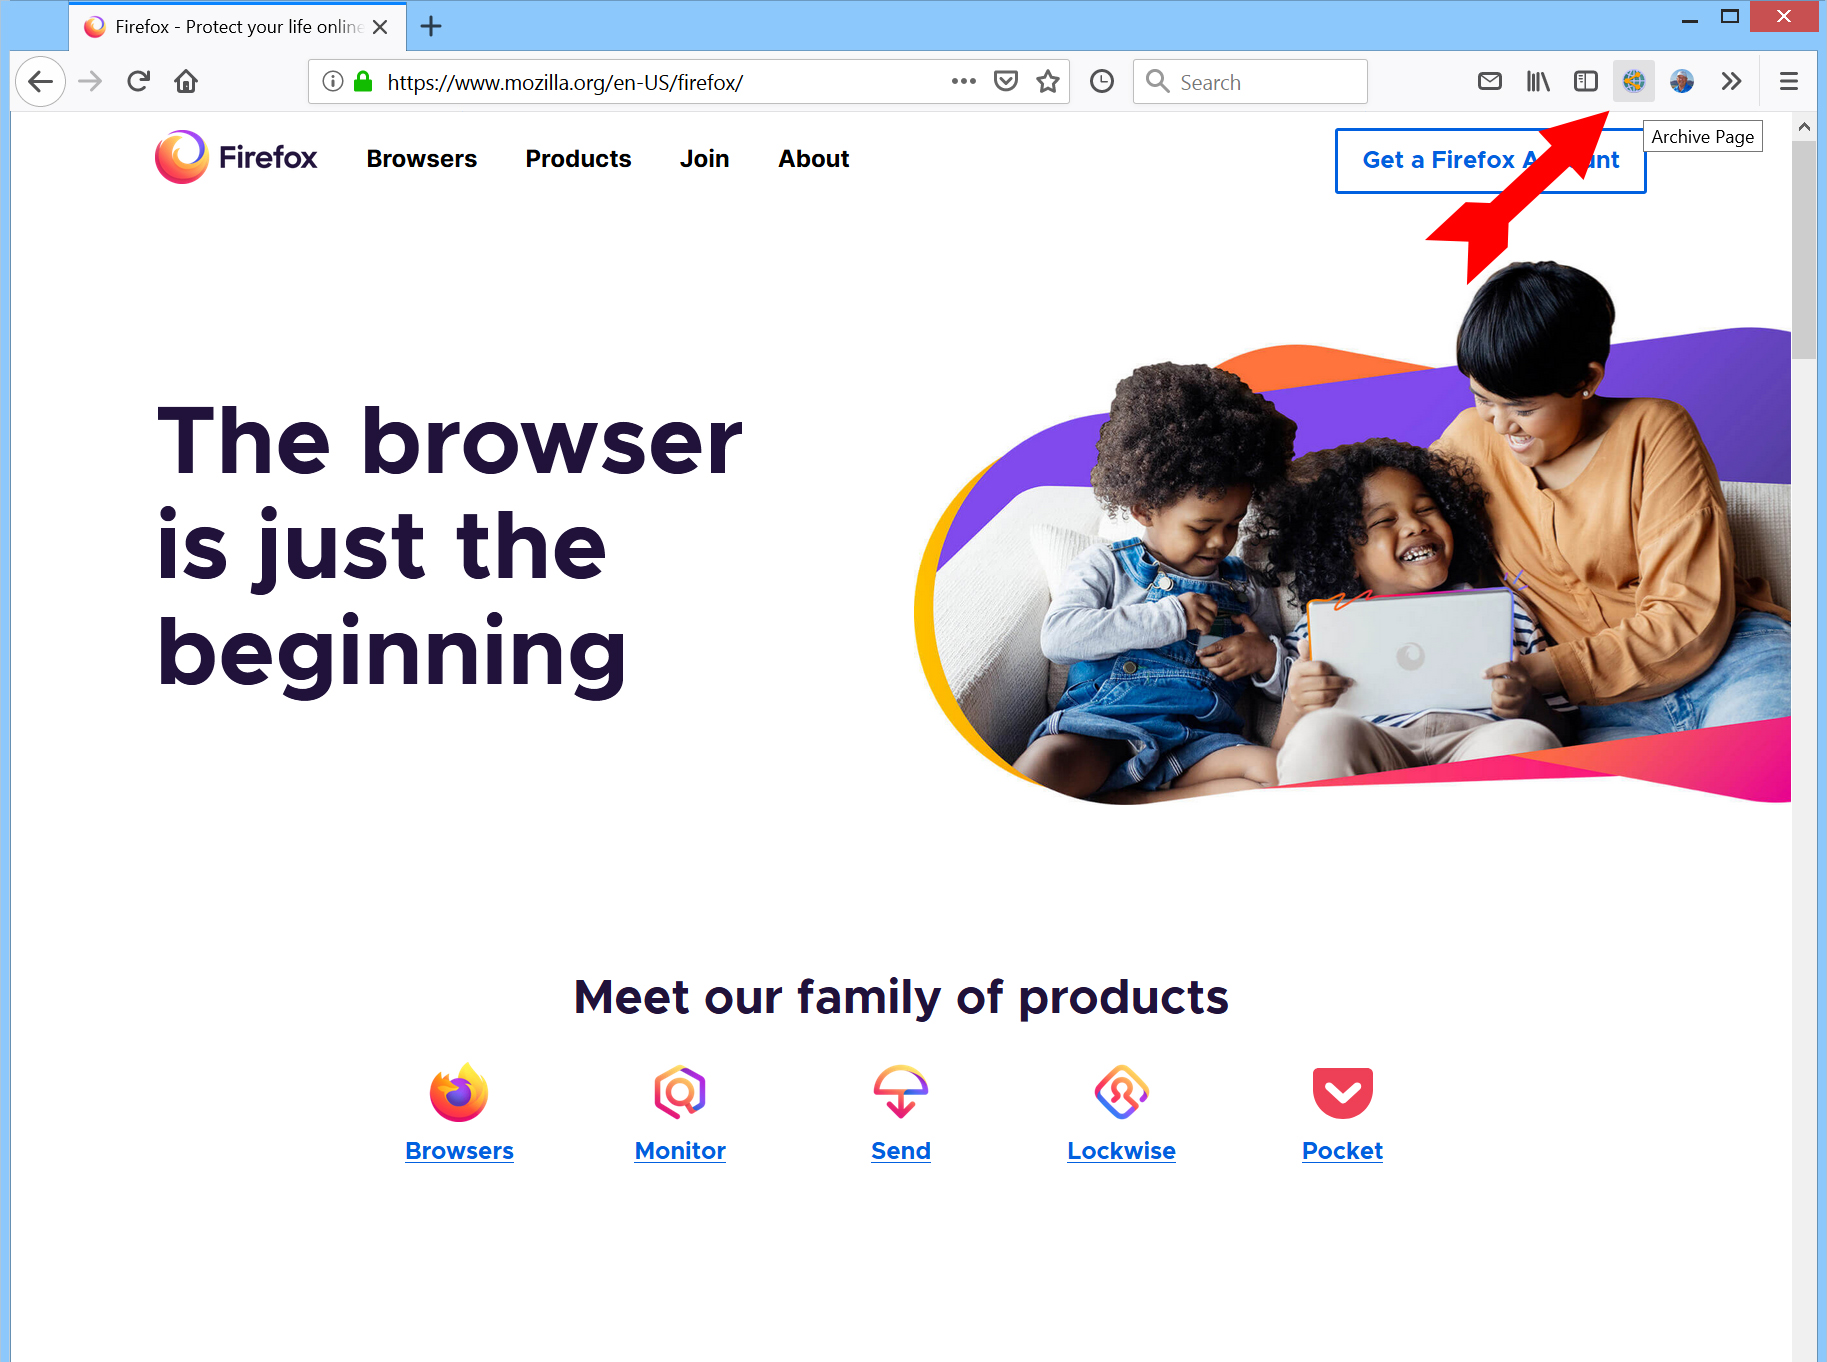 Firefox - Protect your life online
https://www.mozilla.org/en-US/firefox/
Search
Archive Page
Firefox
Browsers
Products
Join
About
Get a Firefox A unt
The browser
is just the
beginning
Meet our family of products
Browsers
Monitor
Send
Lockwise
Pocket